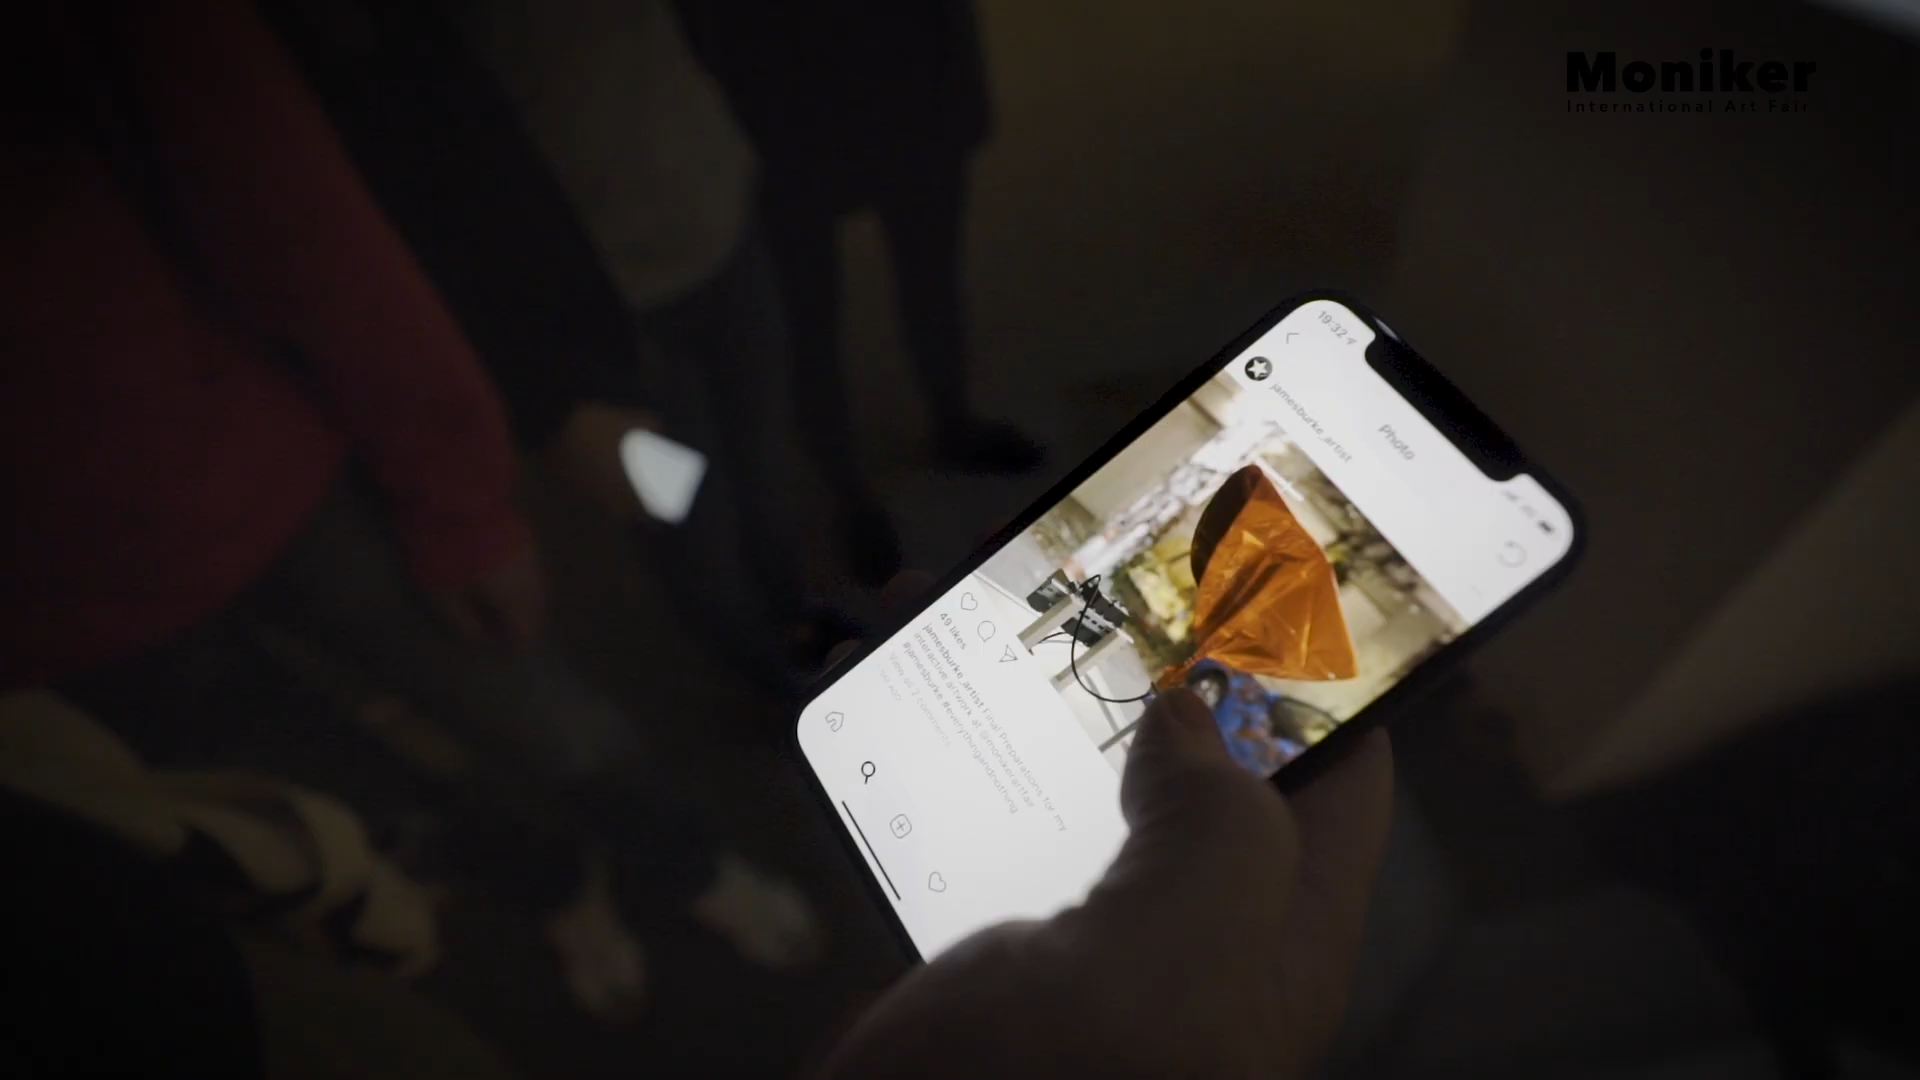 Moniker
International Art Fair
19:32
Photo
jamesburke_artist
49 likes
jamesburke_artist Final Preparations for my
interactive artwork at @monikerartfair
#jamesburke #everythingandnothing
View all 2 comments